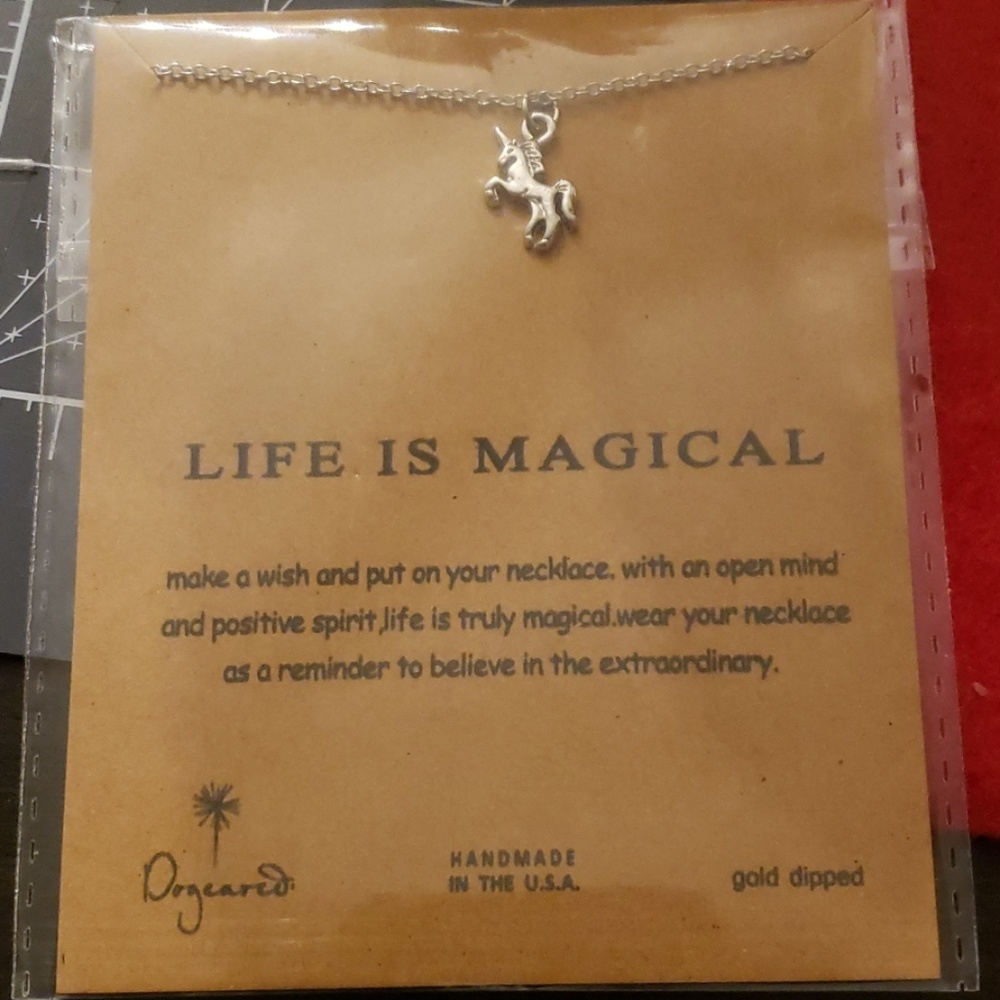 LIFE IS MAGICAL
make a wish and put on your necklace. with an open mind
and positive spirit,life is truly magical.wear your necklace
as a reminder to believe in the extraordinary.
Dogeared
HANDMADE
IN THE U.S.A.
gold dipped